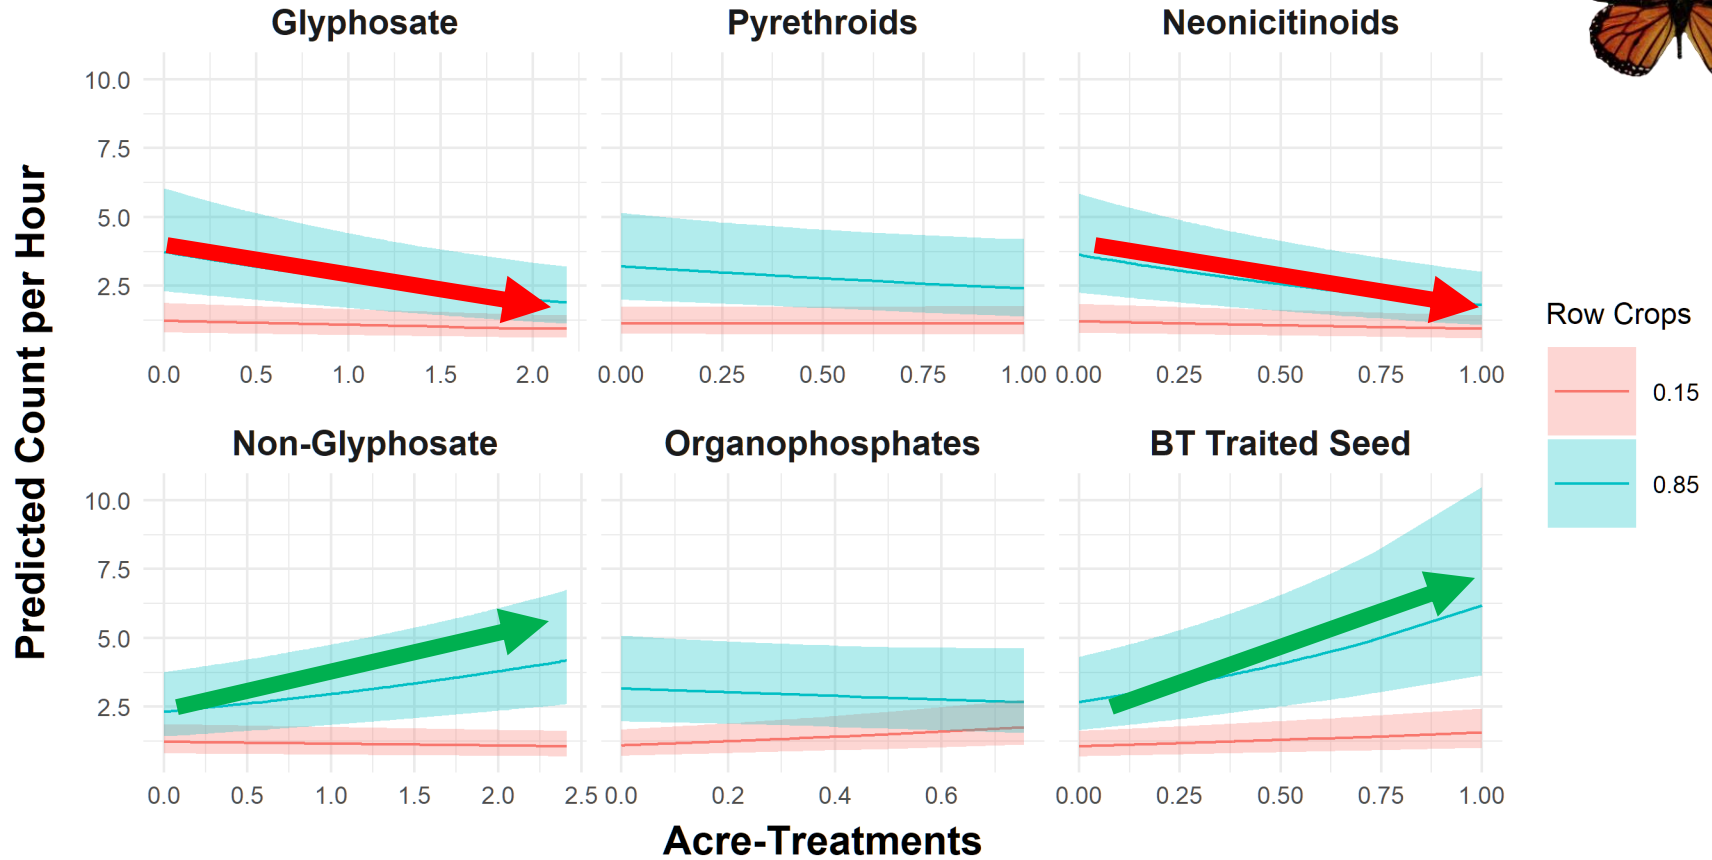 Glyphosate Pyrethroids Neonicitinoids
10.0
7.5
5.0
2.5
0.0 0.5 1.0 1.5 2.0 0.00 0.25 0.50 0.75 1.00 0.00 0.25 0.50 0.75 1.00
Non-Glyphosate Organophosphates BT Traited Seed
10.0
7.5
5.0
2.5
0.0 0.5 1.0 1.5 2.0 2.5 0.0 0.2 0.4 0.6 0.00 0.25 0.50 0.75 1.00
Acre-Treatments
Predicted Count per Hour
Row Crops
0.15
0.85